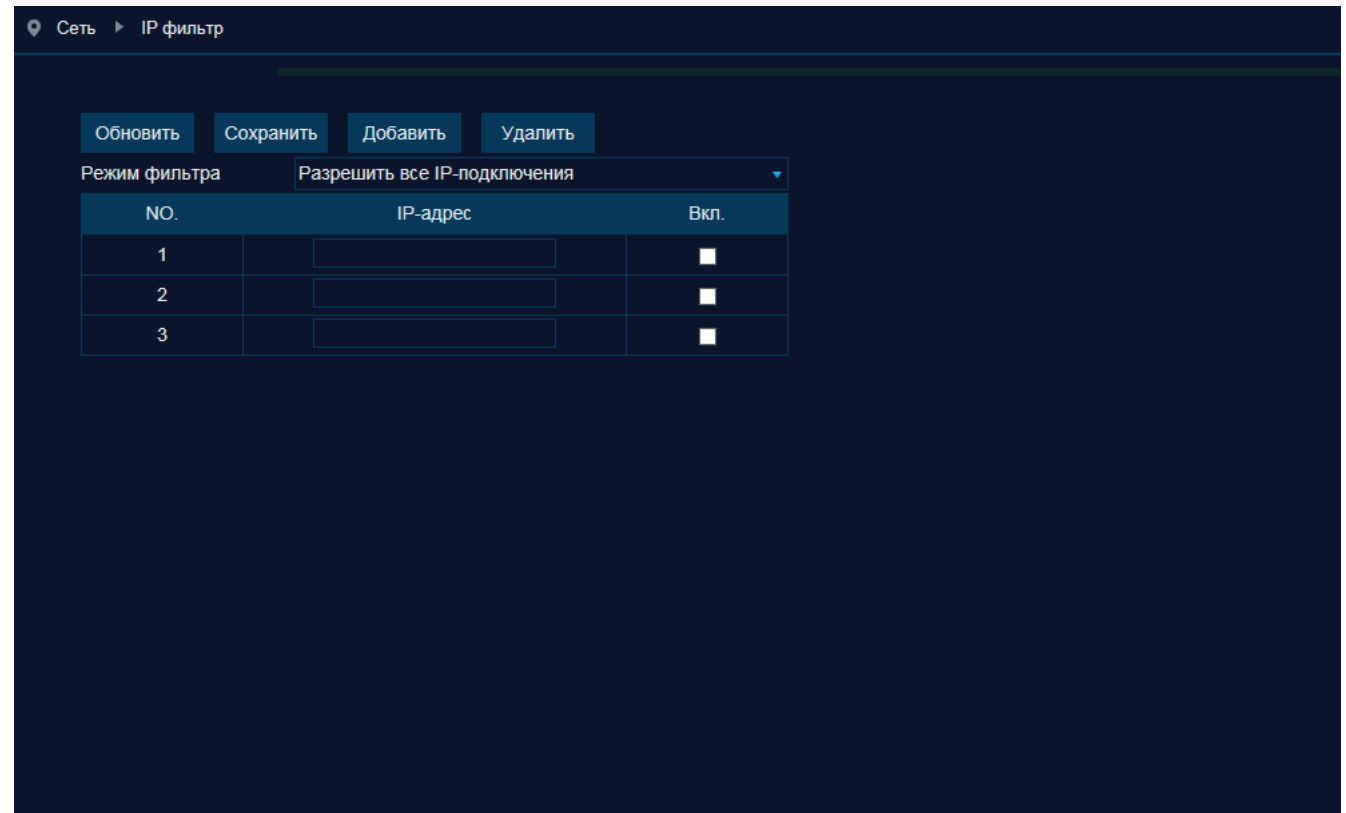 Сеть IP фильтр
Обновить Сохранить Добавить Удалить
Режим фильтра Разрешить все IP-подключения
NO. IP-адрес Вкл.
1
2
3